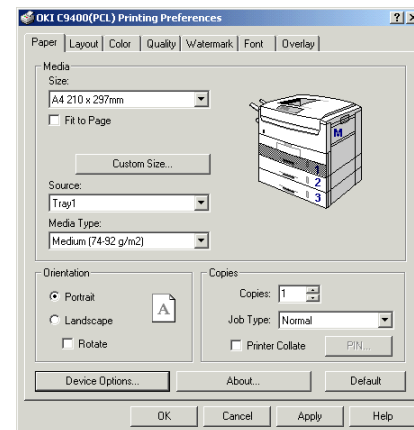 OKI C9400(PCL) Printing Preferences
Paper Layout Color Quality Watermark Font Overlay
Media
Size:
A4 210 x 297mm
Fit to Page
Custom Size...
Source:
Tray1
Media Type:
Medium (74-92 g/m2)
M
1
2
3
Orientation
Portrait
Landscape
Rotate
A
Copies
Copies: 1
Job Type: Normal
Printer Collate PIN...
Device Options... About... Default
OK Cancel Apply Help